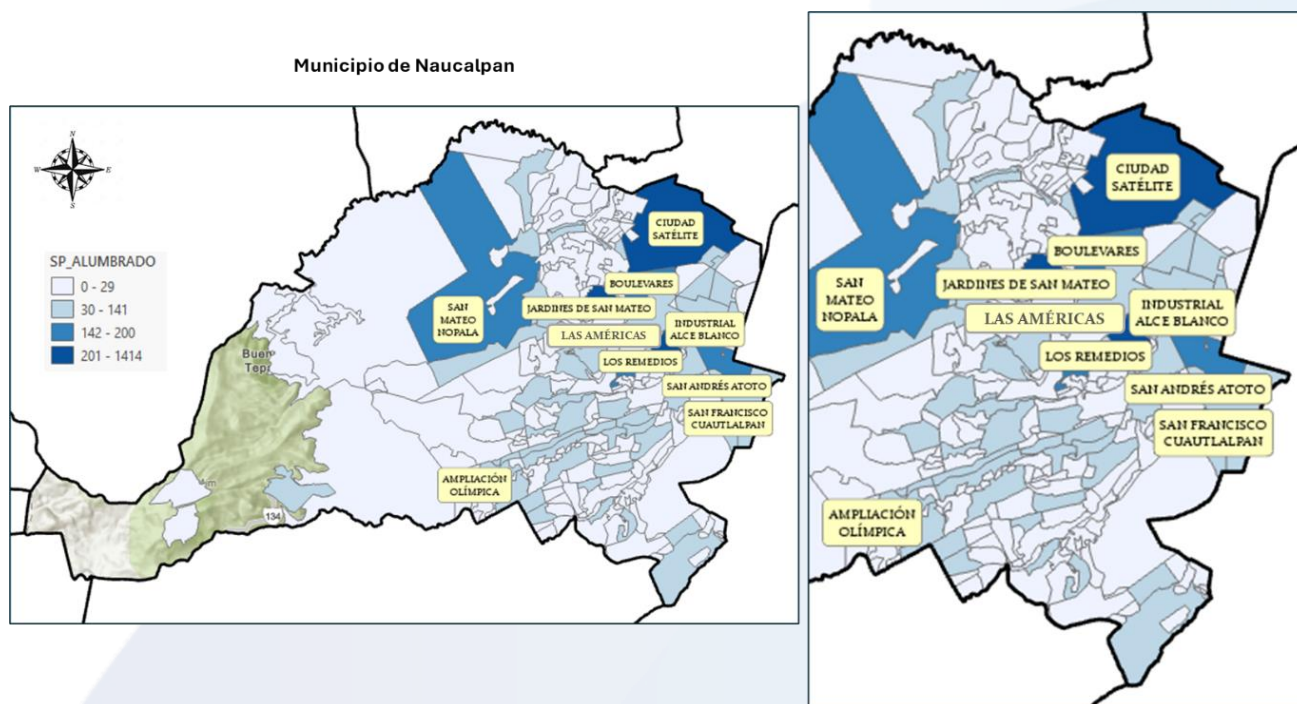 Municipio de Naucalpan
N
W
E
S
SP_ALUMBRADO
0 - 29
30 - 141
142 - 200
201 - 1414
CIUDAD
SATÉLITE
BOULEVARES
SAN
MATEO
NOPALA
JARDINES DE SAN MATEO
INDUSTRIAL
ALCE BLANCO
LAS AMÉRICAS
LOS REMEDIOS
SAN ANDRÉS ATOTO
SAN FRANCISCO
CUAUTLALPAN
AMPLIACIÓN
OLÍMPICA
134
CIUDAD
SATÉLITE
BOULEVARES
SAN
MATEO
NOPALA
JARDINES DE SAN MATEO
INDUSTRIAL
ALCE BLANCO
LAS AMÉRICAS
LOS REMEDIOS
SAN ANDRÉS ATOTO
SAN FRANCISCO
CUAUTLALPAN
AMPLIACIÓN
OLÍMPICA